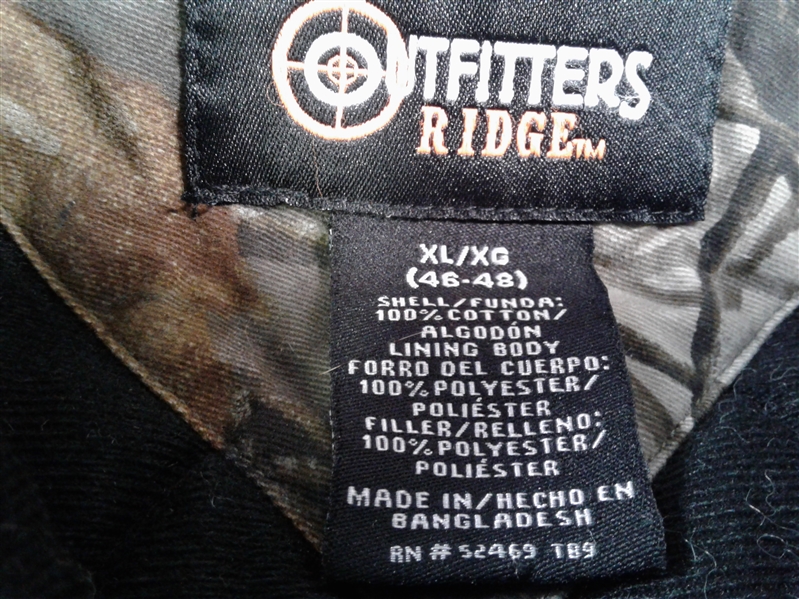 OUTFITTERS
RIDGE™
XL/XG
(46-48)
SHELL/FUNDA:
100% COTTON/
ALGODÓN
LINING BODY
FORRO DEL CUERPO:
100% POLYESTER/
POLIÉSTER
FILLER/RELLENO:
100% POLYESTER/
POLIÉSTER
MADE IN/HECHO EN
BANGLADESH
RN # 52469 TB9